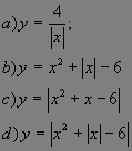 a) y = 4/|x|;
b) y = x² + |x| - 6
c) y = |x² + x - 6|
d) y = |x² + |x| - 6|